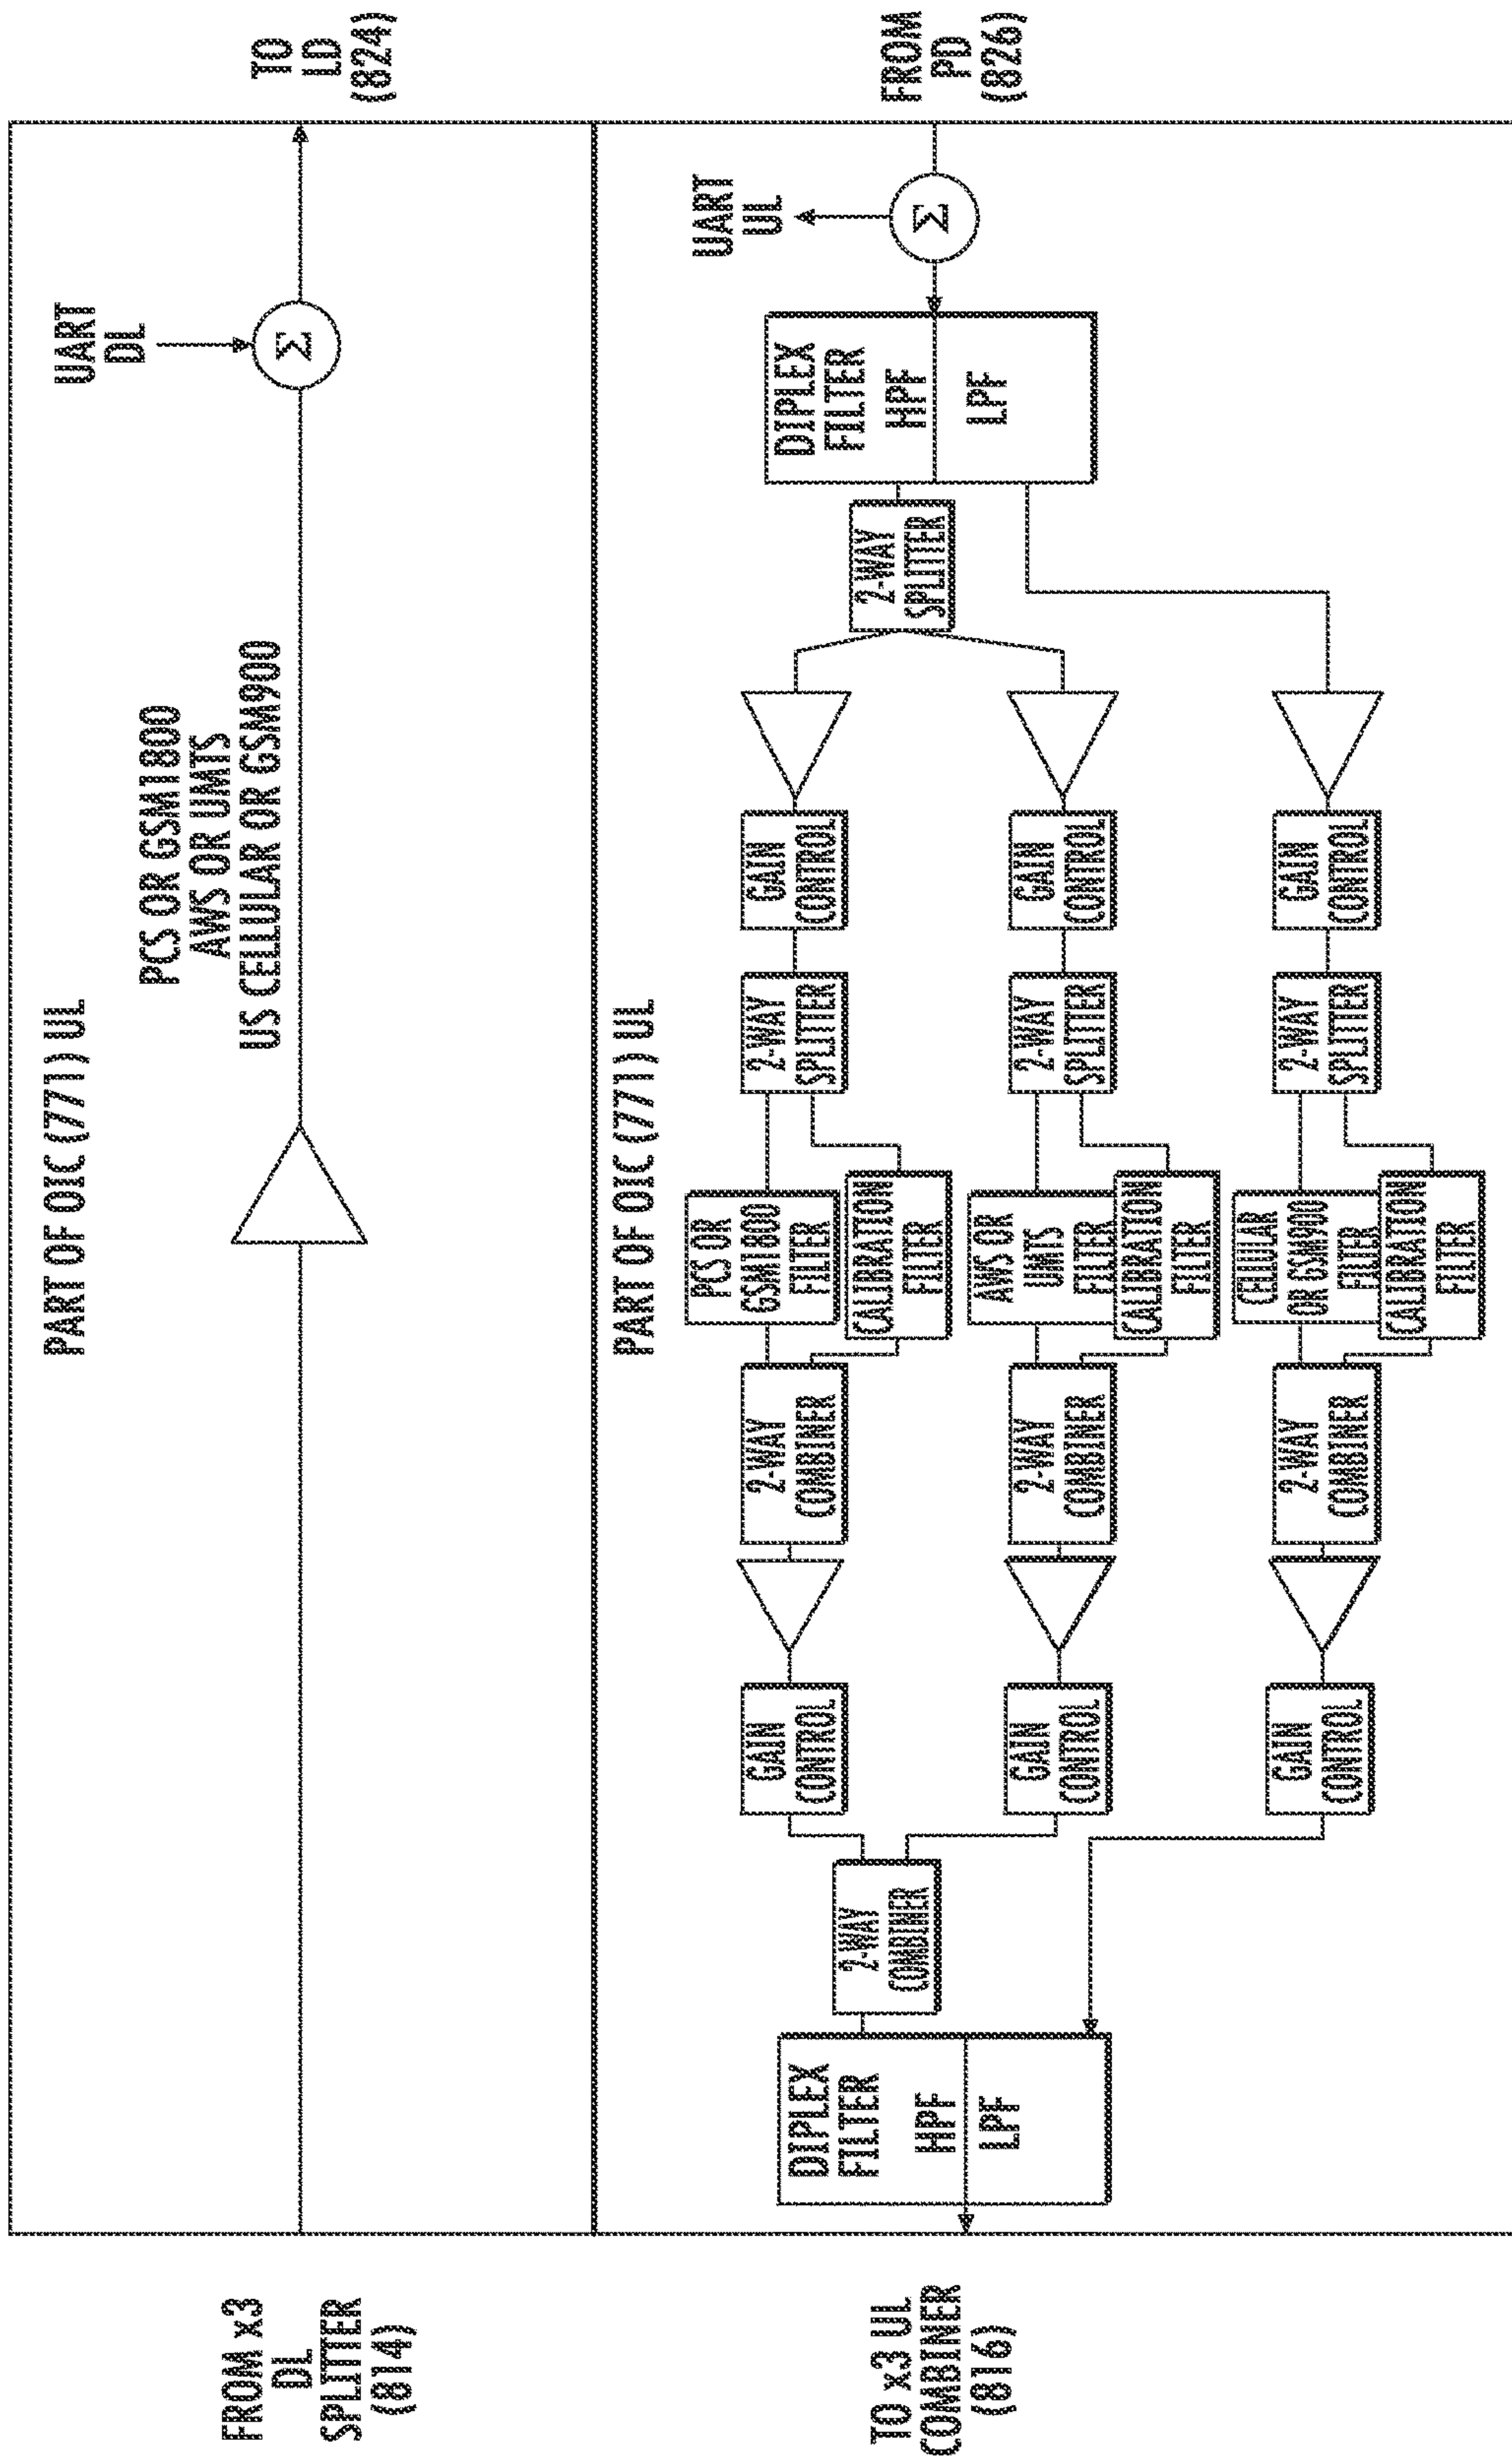 PART OF OIC (771) UL
UART
DL
PCS OR GSM1800
AWS OR UMTS
US CELLULAR OR GSM900
Σ
FROM x3
DL
SPLITTER
(814)
TO
LD
(824)
PART OF OIC (771) UL
TO x3 UL
COMBINER
(816)
DIPLEX
FILTER
HPF
LPF
2-WAY
COMBINER
GAIN
CONTROL
2-WAY
COMBINER
PCS OR
GSM1800
FILTER
CALIBRATION
FILTER
2-WAY
SPLITTER
GAIN
CONTROL
GAIN
CONTROL
2-WAY
COMBINER
AWS OR
UMTS
FILTER
CALIBRATION
FILTER
2-WAY
SPLITTER
GAIN
CONTROL
GAIN
CONTROL
2-WAY
COMBINER
CELLULAR
OR GSM900
FILTER
CALIBRATION
FILTER
2-WAY
SPLITTER
GAIN
CONTROL
2-WAY
SPLITTER
DIPLEX
FILTER
HPF
LPF
UART
UL
Σ
FROM
PD
(826)